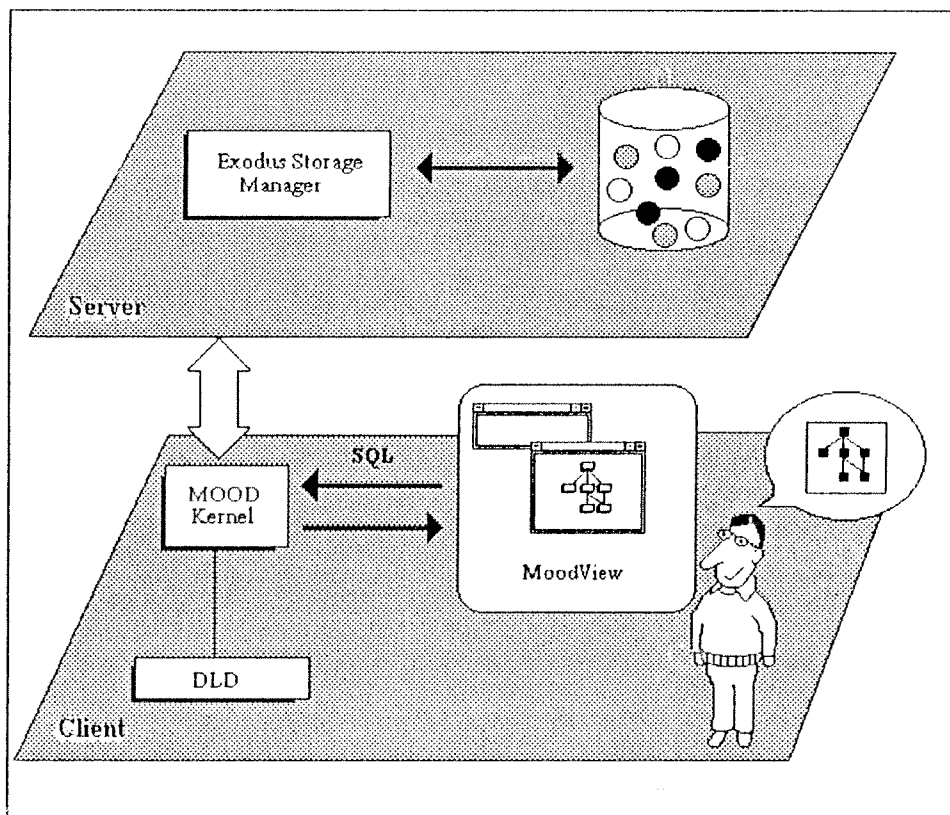 Exodus Storage
Manager
Server
SQL
MOOD
Kernel
MoodView
DLD
Client